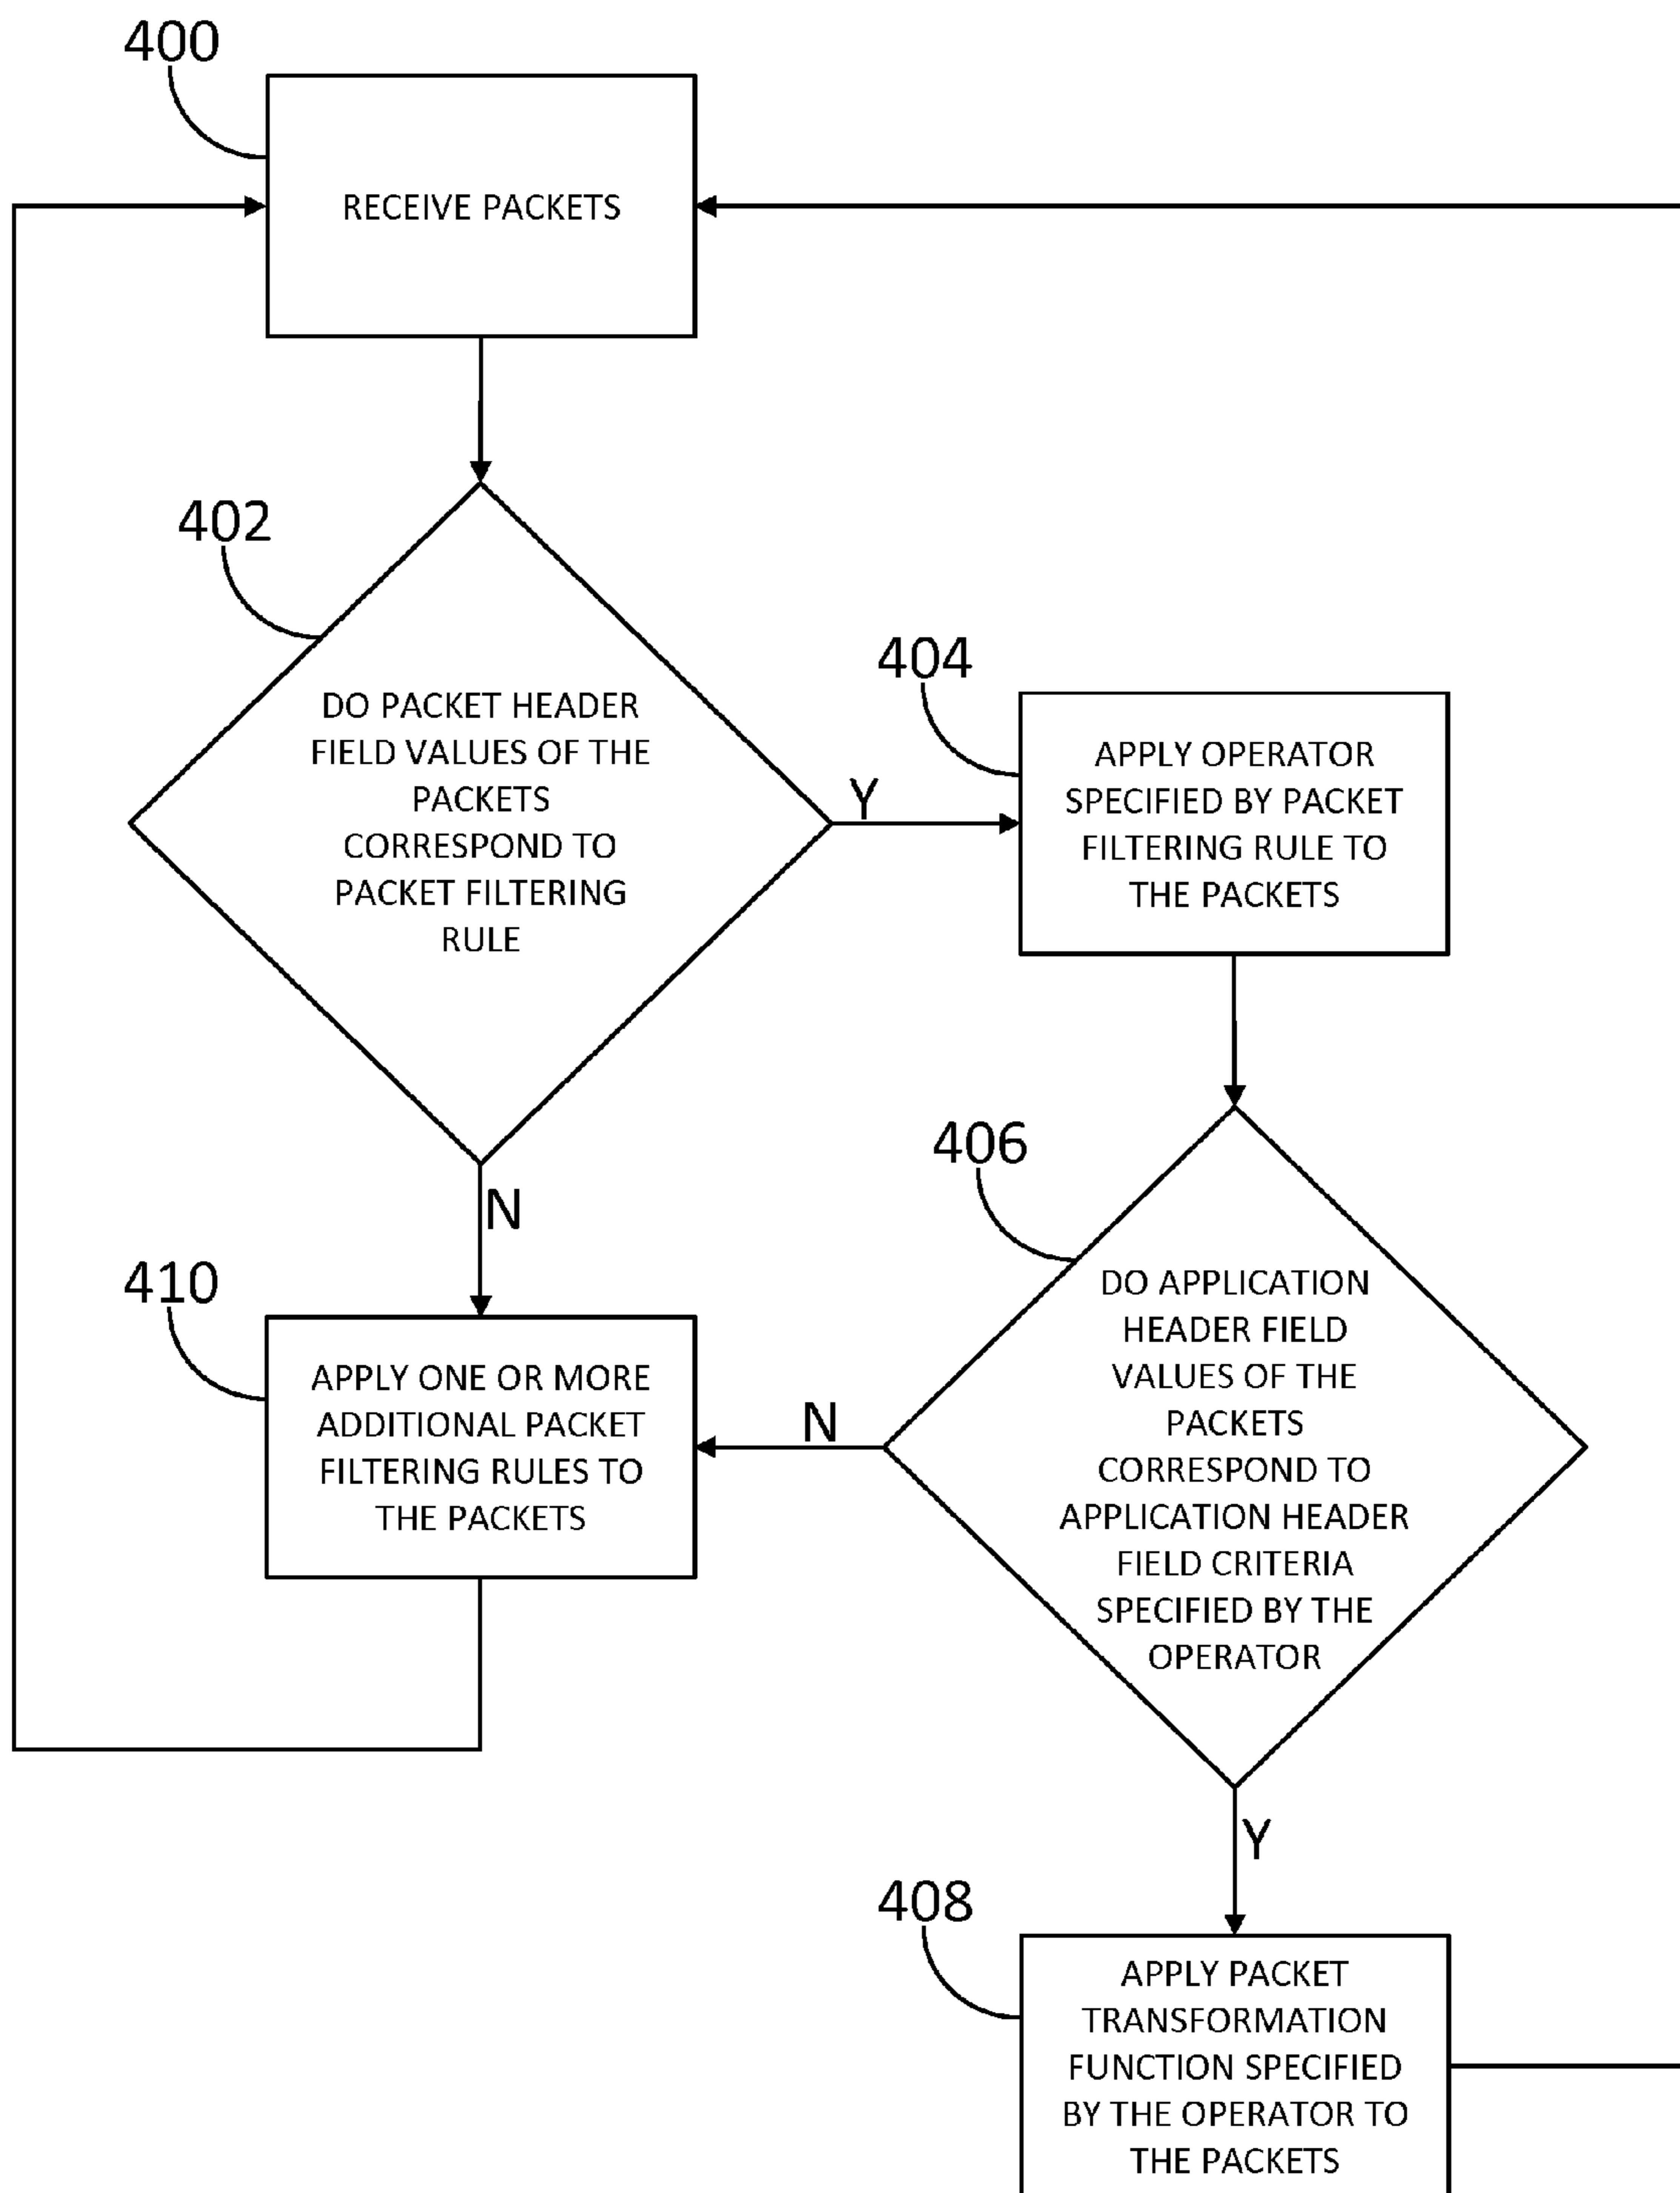 400
RECEIVE PACKETS
402
DO PACKET HEADER
FIELD VALUES OF THE
PACKETS
CORRESPOND TO
PACKET FILTERING
RULE
Y
404
APPLY OPERATOR
SPECIFIED BY PACKET
FILTERING RULE TO
THE PACKETS
N
406
DO APPLICATION
HEADER FIELD
VALUES OF THE
PACKETS
CORRESPOND TO
APPLICATION HEADER
FIELD CRITERIA
SPECIFIED BY THE
OPERATOR
N
410
APPLY ONE OR MORE
ADDITIONAL PACKET
FILTERING RULES TO
THE PACKETS
Y
408
APPLY PACKET
TRANSFORMATION
FUNCTION SPECIFIED
BY THE OPERATOR TO
THE PACKETS